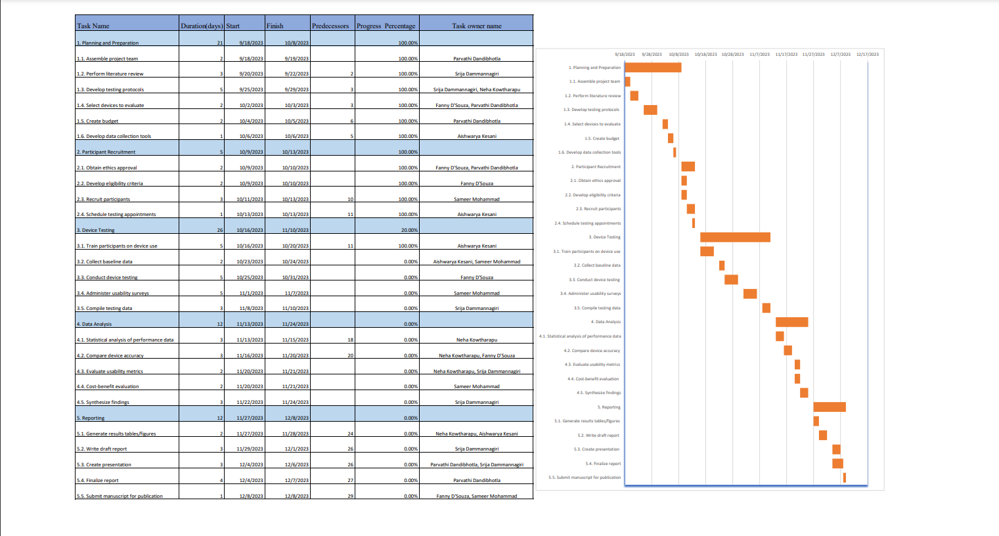 Task Name Duration(days) Start Finish Predecessors Progress Percentage Task owner name
1. Planning and Preparation 21 9/18/2023 10/8/2023 100.00%
1.1. Assemble project team 2 9/18/2023 9/19/2023 100.00% Parvathi Dandibhotla
1.2. Perform literature review 3 9/20/2023 9/22/2023 2 100.00% Srija Dammannagiri
1.3. Develop testing protocols 5 9/25/2023 9/29/2023 3 100.00% Srija Dammannagiri, Neha Kowtharapu
1.4. Select devices to evaluate 2 10/2/2023 10/3/2023 3 100.00% Fanny D'Souza, Parvathi Dandibhotla
1.5. Create budget 2 10/4/2023 10/5/2023 6 100.00% Parvathi Dandibhotla
1.6. Develop data collection tools 1 10/6/2023 10/6/2023 5 100.00% Aishwarya Kesani
2. Participant Recruitment 5 10/9/2023 10/13/2023 100.00%
2.1. Obtain ethics approval 2 10/9/2023 10/10/2023 100.00% Fanny D'Souza, Parvathi Dandibhotla
2.2. Develop eligibility criteria 2 10/9/2023 10/10/2023 100.00% Fanny D'Souza
2.3. Recruit participants 3 10/11/2023 10/13/2023 10 100.00% Sameer Mohammad
2.4. Schedule testing appointments 1 10/13/2023 10/13/2023 11 100.00% Aishwarya Kesani
3. Device Testing 26 10/16/2023 11/10/2023 20.00%
3.1. Train participants on device use 5 10/16/2023 10/20/2023 11 100.00% Aishwarya Kesani
3.2. Collect baseline data 2 10/23/2023 10/24/2023 0.00% Aishwarya Kesani, Sameer Mohammad
3.3. Conduct device testing 5 10/25/2023 10/31/2023 0.00% Fanny D'Souza
3.4. Administer usability surveys 5 11/1/2023 11/7/2023 0.00% Sameer Mohammad
3.5. Compile testing data 3 11/8/2023 11/10/2023 0.00% Srija Dammannagiri
4. Data Analysis 12 11/13/2023 11/24/2023 0.00%
4.1. Statistical analysis of performance data 3 11/13/2023 11/15/2023 18 0.00% Neha Kowtharapu
4.2. Compare device accuracy 3 11/16/2023 11/20/2023 20 0.00% Neha Kowtharapu, Fanny D'Souza
4.3. Evaluate usability metrics 2 11/20/2023 11/21/2023 0.00% Neha Kowtharapu, Srija Dammannagiri
4.4. Cost-benefit evaluation 2 11/20/2023 11/21/2023 0.00% Sameer Mohammad
4.5. Synthesize findings 3 11/22/2023 11/24/2023 0.00% Srija Dammannagiri
5. Reporting 12 11/27/2023 12/8/2023 0.00%
5.1. Generate results tables/figures 2 11/27/2023 11/28/2023 24 0.00% Neha Kowtharapu, Aishwarya Kesani
5.2. Write draft report 3 11/29/2023 12/1/2023 26 0.00% Srija Dammannagiri
5.3. Create presentation 3 12/4/2023 12/6/2023 26 0.00% Parvathi Dandibhotla, Srija Dammannagiri
5.4. Finalize report 4 12/4/2023 12/7/2023 27 0.00% Parvathi Dandibhotla
5.5. Submit manuscript for publication 1 12/8/2023 12/8/2023 29 0.00% Fanny D'Souza, Sameer Mohammad
9/18/2023 9/28/2023 10/8/2023 10/18/2023 10/28/2023 11/7/2023 11/17/2023 11/27/2023 12/7/2023 12/17/2023
1. Planning and Preparation
1.1. Assemble project team
1.2. Perform literature review
1.3. Develop testing protocols
1.4. Select devices to evaluate
1.5. Create budget
1.6. Develop data collection tools
2. Participant Recruitment
2.1. Obtain ethics approval
2.2. Develop eligibility criteria
2.3. Recruit participants
2.4. Schedule testing appointments
3. Device Testing
3.1. Train participants on device use
3.2. Collect baseline data
3.3. Conduct device testing
3.4. Administer usability surveys
3.5. Compile testing data
4. Data Analysis
4.1. Statistical analysis of performance data
4.2. Compare device accuracy
4.3. Evaluate usability metrics
4.4. Cost-benefit evaluation
4.5. Synthesize findings
5. Reporting
5.1. Generate results tables/figures
5.2. Write draft report
5.3. Create presentation
5.4. Finalize report
5.5. Submit manuscript for publication